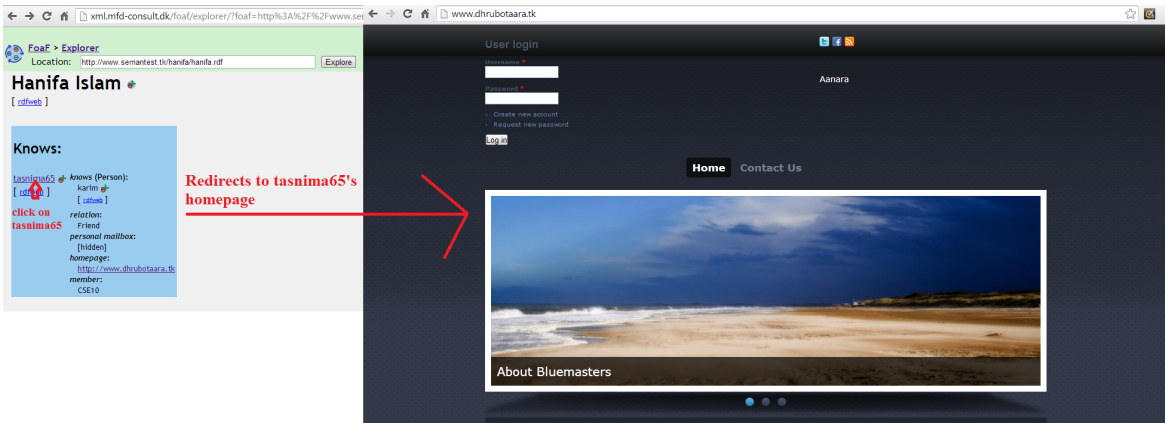 xml.mfd-consult.dk/foaf/explorer/?foaf=http%3A%2F%2Fwww.se
FoaF > Explorer
Location: http://www.semantest.tk/hanifa/hanifa.rdf Explore
Hanifa Islam
[ rdfweb ]
Knows:
tasnima65
[ rdfweb ]
click on
tasnima65
knows (Person):
karim
[ rdfweb ]
relation:
Friend
personal mailbox:
[hidden]
homepage:
http://www.dhrubotaara.tk
member:
CSE10
Redirects to tasnima65's
homepage
www.dhrubotaara.tk
User login
Username *
Password *
Create new account
Request new password
Log in
Aanara
Home Contact Us
About Bluemasters